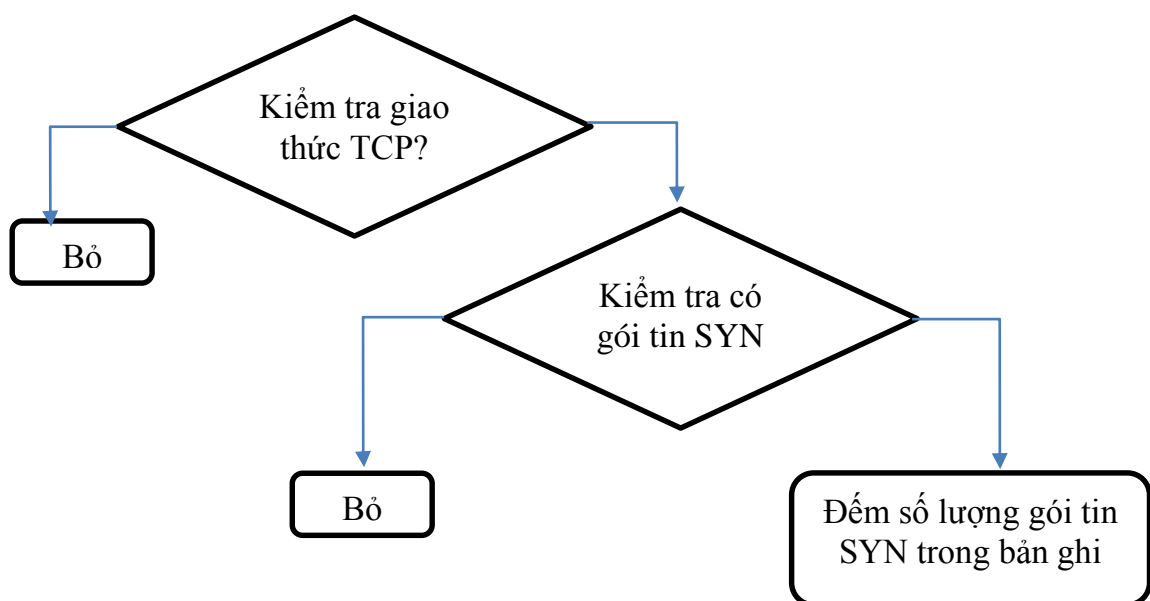 Kiểm tra giao
thức TCP?
Bỏ
Kiểm tra có
gói tin SYN
Bỏ
Đếm số lượng gói tin
SYN trong bản ghi